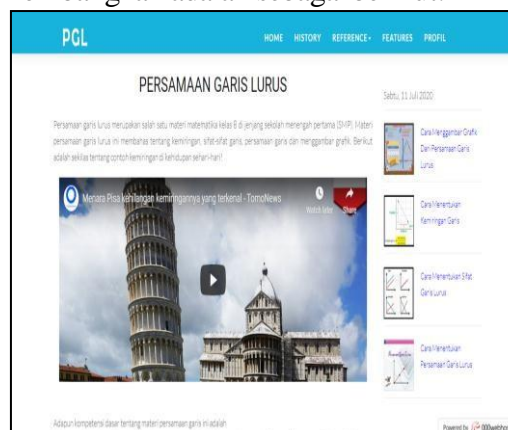 PGL
HOME HISTORY REFERENCE FEATURES PROFIL
PERSAMAAN GARIS LURUS
Persamaan garis lurus merupakan salah satu materi matematika kelas 8 di jenjang sekolah menengah pertama (SMP). Materi
persamaan garis lurus ini membahas tentang kemiringan, sifat-sifat garis, persamaan garis dan menggambar grafik. Berikut
adalah sekilas tentang contoh kemiringan di kehidupan sehari-hari!
Menara Pisa kehilangan kemiringannya yang terkenal - TomoNews
Watch later
Share
Adapun kompetensi dasar tentang materi persamaan garis ini adalah
Sabtu, 11 Juli 2020
Cara Menggambar Grafik
Dari Persamaan Garis
Lurus
Cara Menentukan
Kemiringan Garis
Cara Menentukan Sifat
Garis Lurus
Cara Menentukan
Persamaan Garis Lurus
Powered by 000webhost